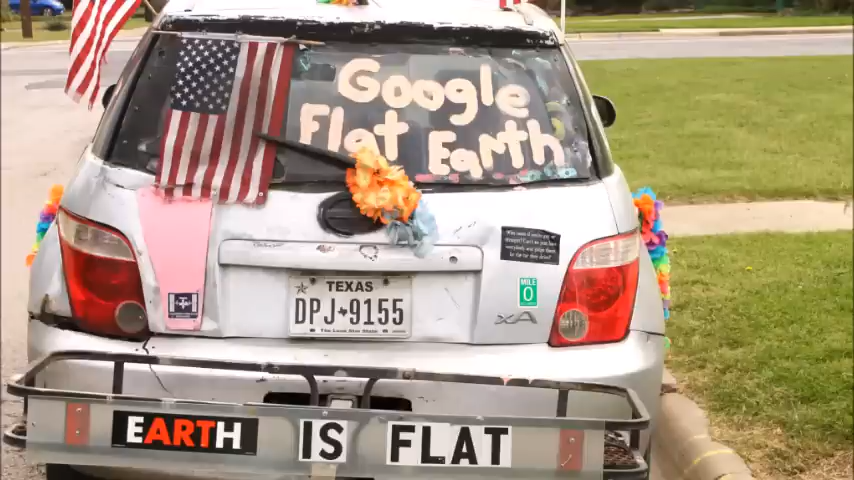 Google
Flat Earth
TEXAS
DPJ 9155
The Lone Star State
MILE
0
XA
EARTH IS FLAT